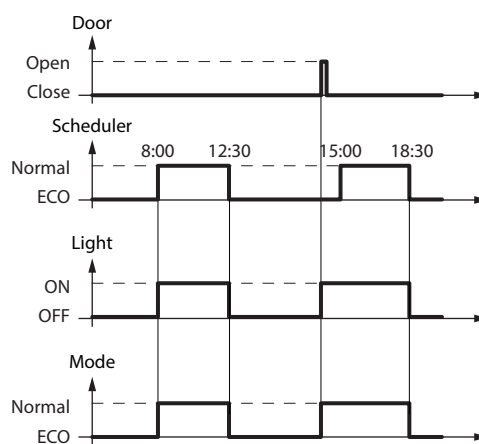 Door
Open
Close
Scheduler
8:00 12:30 15:00 18:30
Normal
ECO
Light
ON
OFF
Mode
Normal
ECO